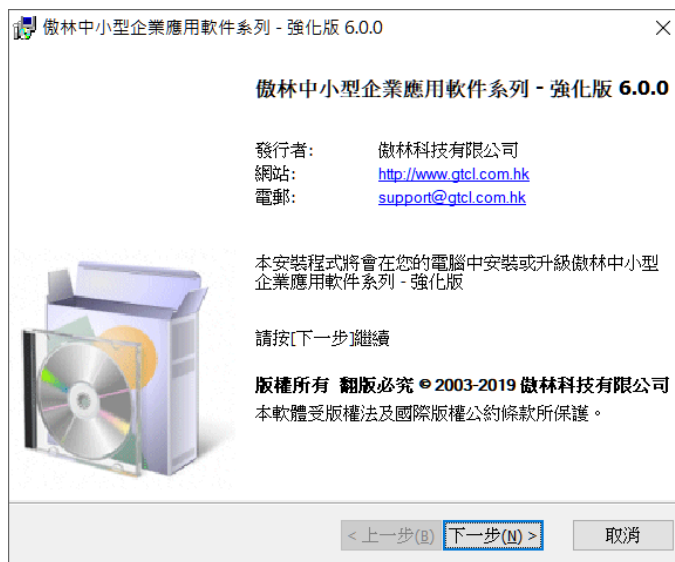 傲林中小型企業應用軟件系列 - 強化版 6.0.0
傲林中小型企業應用軟件系列 - 強化版 6.0.0
發行者: 傲林科技有限公司
網站: http://www.gtcl.com.hk
電郵: support@gtcl.com.hk
本安裝程式將會在您的電腦中安裝或升級傲林中小型
企業應用軟件系列 - 強化版
請按[下一步]繼續
版權所有 翻版必究 © 2003-2019 傲林科技有限公司
本軟體受版權法及國際版權公約條款所保護。
< 上一步(B) 下一步(N) > 取消